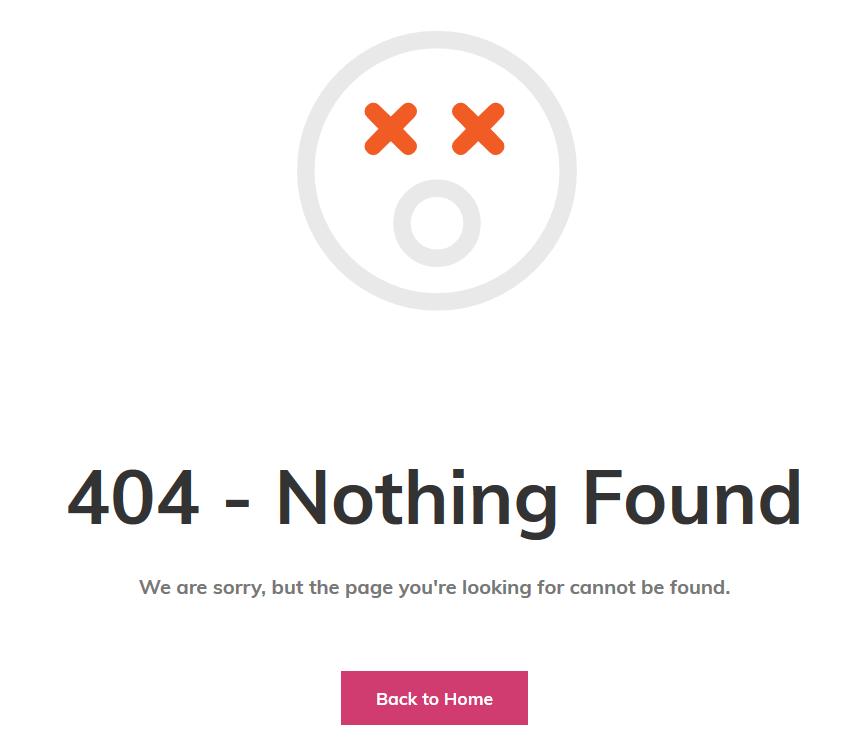 404 - Nothing Found
We are sorry, but the page you're looking for cannot be found.
Back to Home